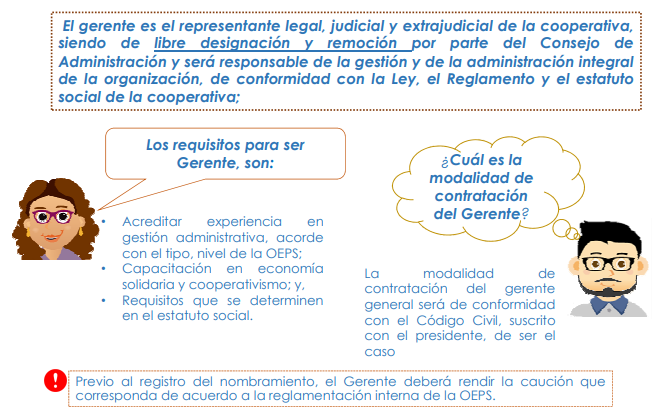 El gerente es el representante legal, judicial y extrajudicial de la cooperativa,
siendo de libre designación y remoción por parte del Consejo de
Administración y será responsable de la gestión y de la administración integral
de la organización, de conformidad con la Ley, el Reglamento y el estatuto
social de la cooperativa;
Los requisitos para ser
Gerente, son:
• Acreditar experiencia en
gestión administrativa, acorde
con el tipo, nivel de la OEPS;
• Capacitación en economía
solidaria y cooperativismo; y,
• Requisitos que se determinen
en el estatuto social.
¿Cuál es la
modalidad de
contratación
del Gerente?
La modalidad de
contratación del gerente
general será de conformidad
con el Código Civil, suscrito
con el presidente, de ser el
caso
! Previo al registro del nombramiento, el Gerente deberá rendir la caución que
corresponda de acuerdo a la reglamentación interna de la OEPS.